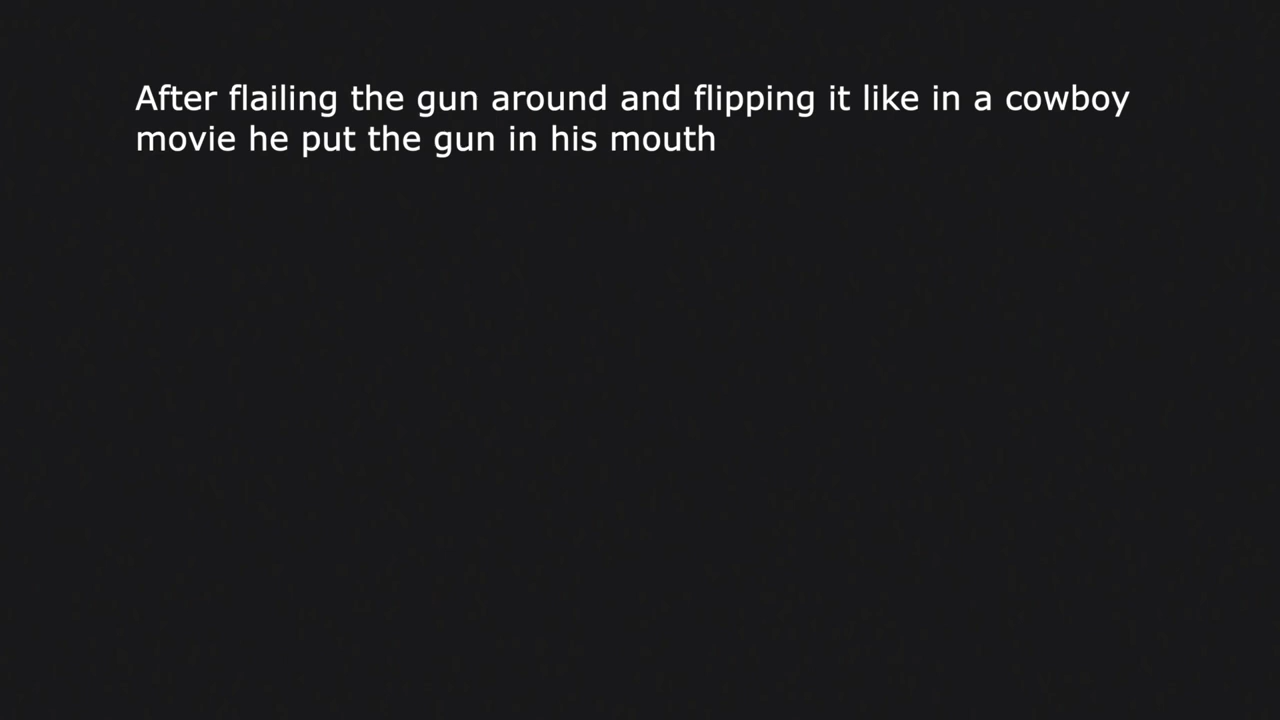 After flailing the gun around and flipping it like in a cowboy
movie he put the gun in his mouth